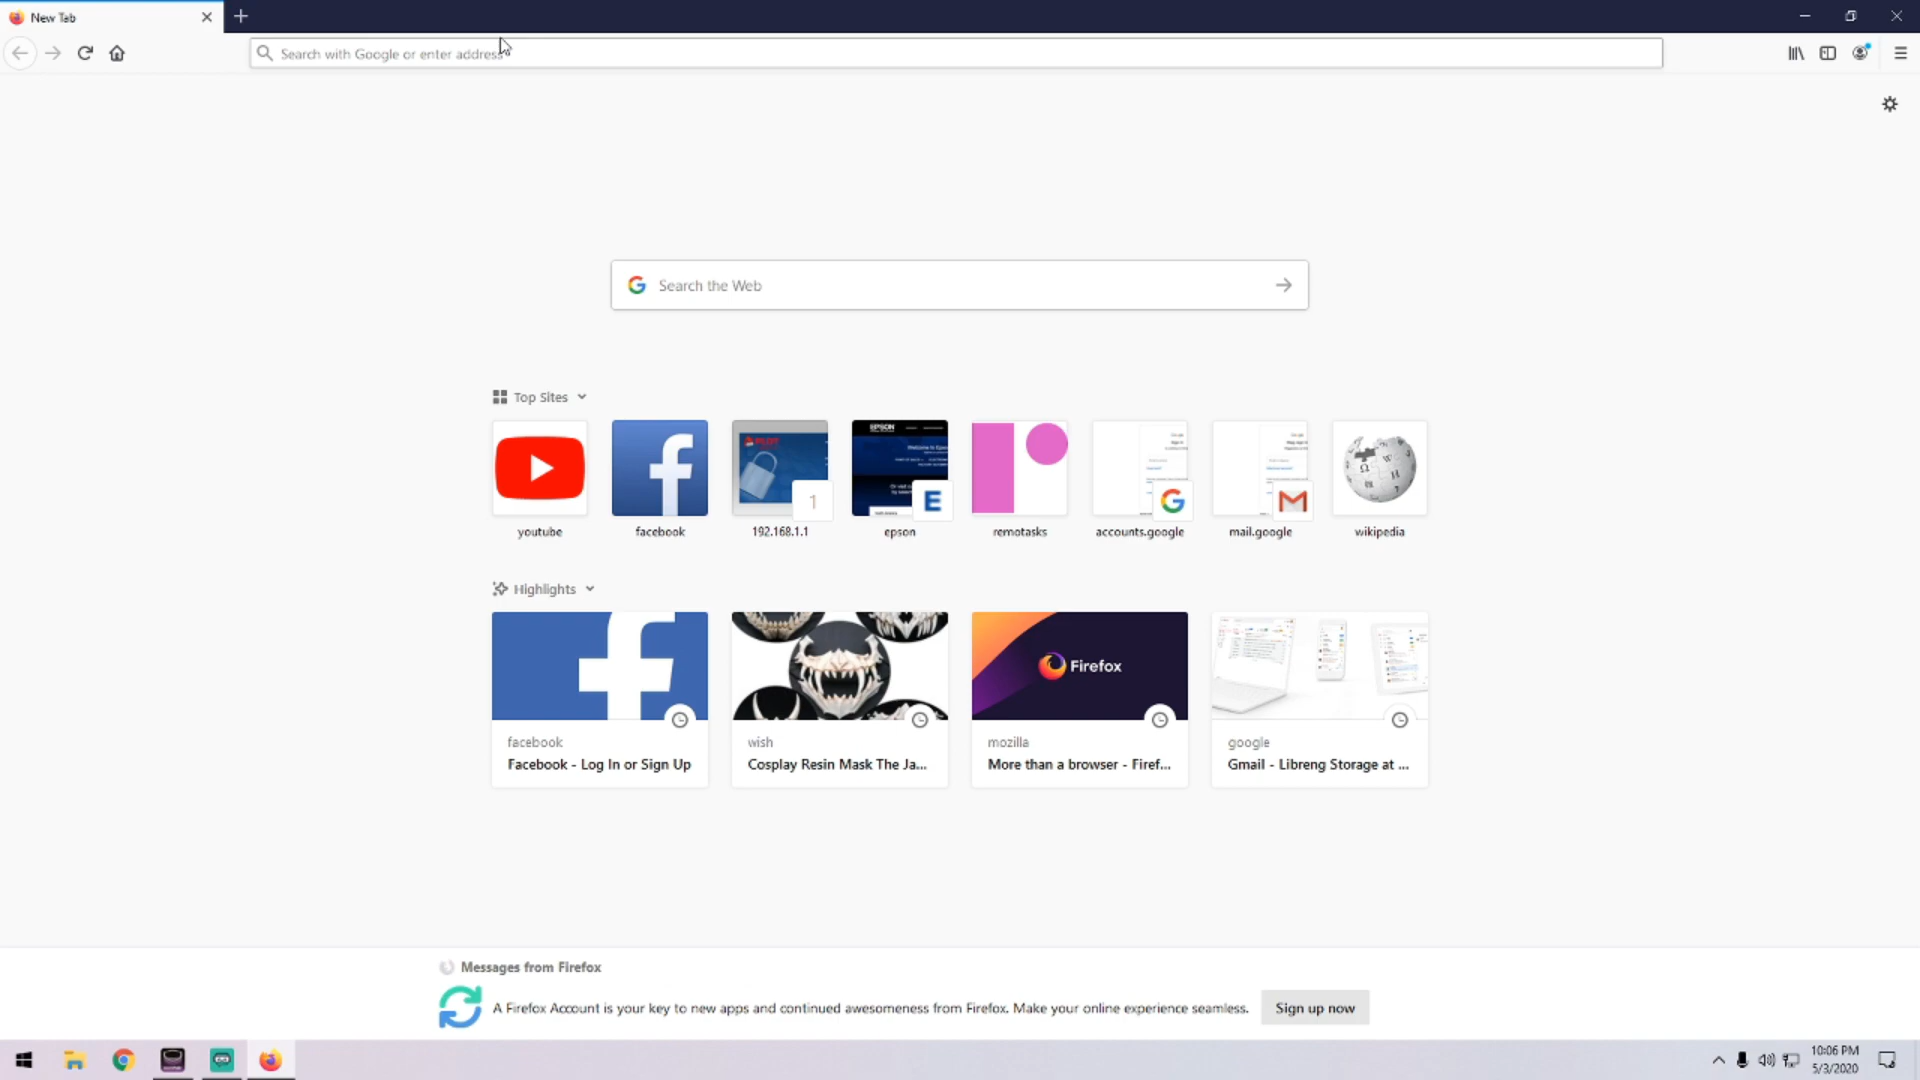 New Tab
Search with Google or enter address
Search the Web
Top Sites
PILOT
EPSON
1
E
youtube
facebook
192.168.1.1
epson
remotasks
accounts.google
mail.google
wikipedia
Highlights
Firefox
facebook
Facebook - Log In or Sign Up
wish
Cosplay Resin Mask The Ja...
mozilla
More than a browser - Firef...
google
Gmail - Libreng Storage at ...
Messages from Firefox
A Firefox Account is your key to new apps and continued awesomeness from Firefox. Make your online experience seamless.
Sign up now
10:06 PM
5/3/2020